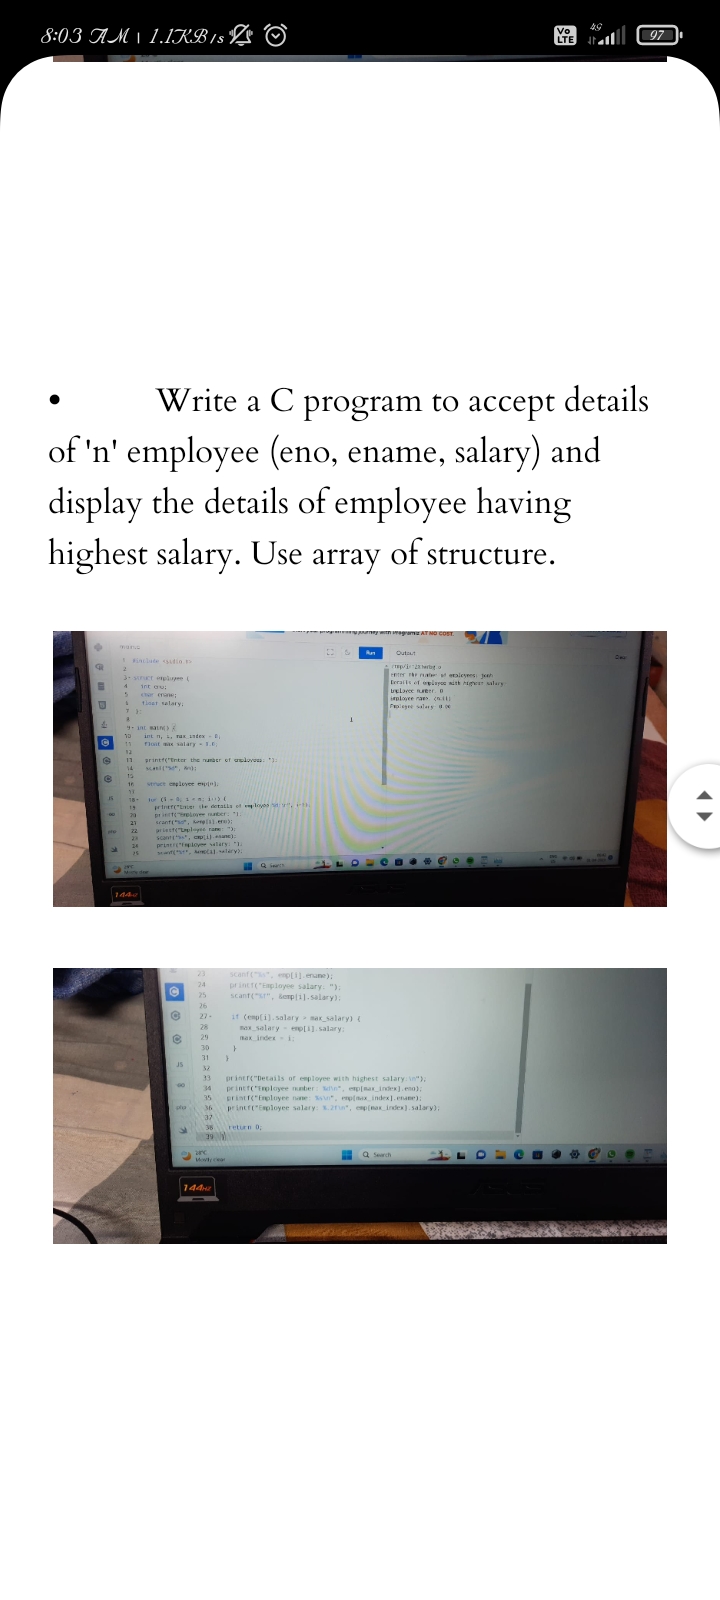 8:03 AM | 1.1KB/s
Vo LTE 4G 97
• Write a C program to accept details
of 'n' employee (eno, ename, salary) and
display the details of employee having
highest salary. Use array of structure.
AT NO COST.
Run Output
1 #include <stdio.h>
2
3 struct employee {
4 int eno;
5 char ename;
6 float salary;
7 };
8
9 int main() {
10 int n, i, max_index = 0;
11 float max_salary = 0.0;
12
13 printf("Enter the number of employees: ");
14 scanf("%d", &n);
15
16 struct employee emp[n];
17
18 for (i = 0; i < n; i++) {
19 printf("Enter the details of employee
20 printf("Employee number: ");
21 scanf("%d", &emp[i].eno);
22 printf("Employee name: ");
23 scanf("%s", emp[i].ename);
24 printf("Employee salary: ");
25 scanf("%f", &emp[i].salary);
Enter the number of employees:
Details of employee with highest salary:
Employee number: 0
Employee name: (null)
Employee salary: 0.00
Search
144Hz
23 scanf("%s", emp[i].ename);
24 printf("Employee salary: ");
25 scanf("%f", &emp[i].salary);
26
27 if (emp[i].salary > max_salary) {
28 max_salary = emp[i].salary;
29 max_index = i;
30 }
31 }
32
33 printf("Details of employee with highest salary:\n");
34 printf("Employee number: %d\n", emp[max_index].eno);
35 printf("Employee name: %s\n", emp[max_index].ename);
36 printf("Employee salary: %.2f\n", emp[max_index].salary);
37
38 return 0;
39 }
JS
28°C
Mostly clear
Search
144Hz